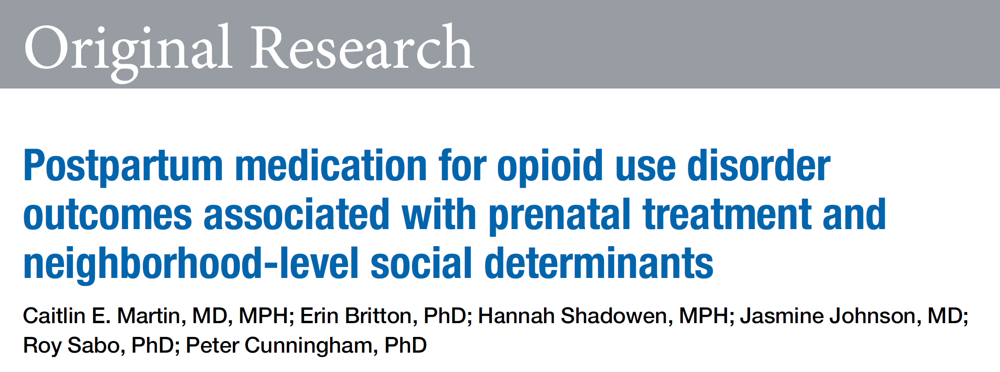 Original Research
Postpartum medication for opioid use disorder
outcomes associated with prenatal treatment and
neighborhood-level social determinants
Caitlin E. Martin, MD, MPH; Erin Britton, PhD; Hannah Shadowen, MPH; Jasmine Johnson, MD;
Roy Sabo, PhD; Peter Cunningham, PhD